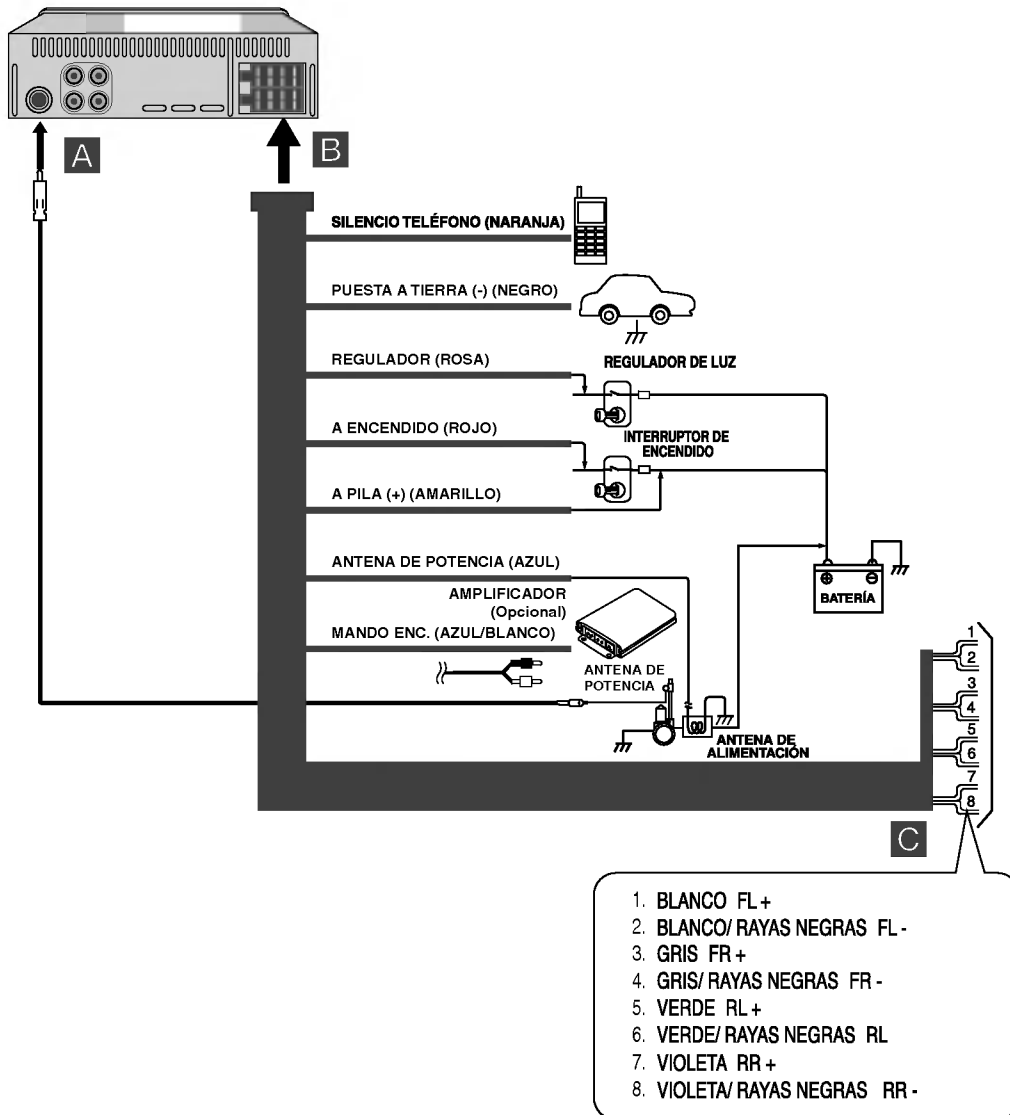 A
B
SILENCIO TELÉFONO (NARANJA)
PUESTA A TIERRA (-) (NEGRO)
REGULADOR (ROSA)
REGULADOR DE LUZ
A ENCENDIDO (ROJO)
INTERRUPTOR DE
ENCENDIDO
A PILA (+) (AMARILLO)
ANTENA DE POTENCIA (AZUL)
BATERÍA
AMPLIFICADOR
(Opcional)
MANDO ENC. (AZUL/BLANCO)
ANTENA DE
POTENCIA
ANTENA DE
ALIMENTACIÓN
1
2
3
4
5
6
7
8
C
1. BLANCO FL +
2. BLANCO/ RAYAS NEGRAS FL -
3. GRIS FR +
4. GRIS/ RAYAS NEGRAS FR -
5. VERDE RL +
6. VERDE/ RAYAS NEGRAS RL
7. VIOLETA RR +
8. VIOLETA/ RAYAS NEGRAS RR -